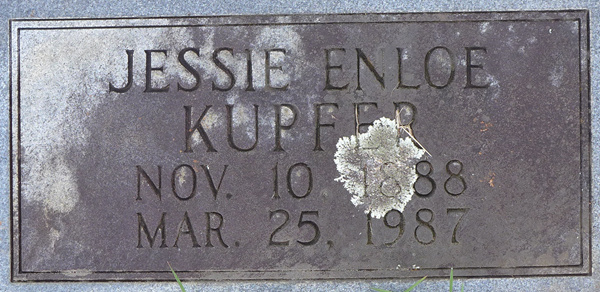 JESSIE ENLOE
KUPFER
NOV. 10 1888
MAR. 25, 1987